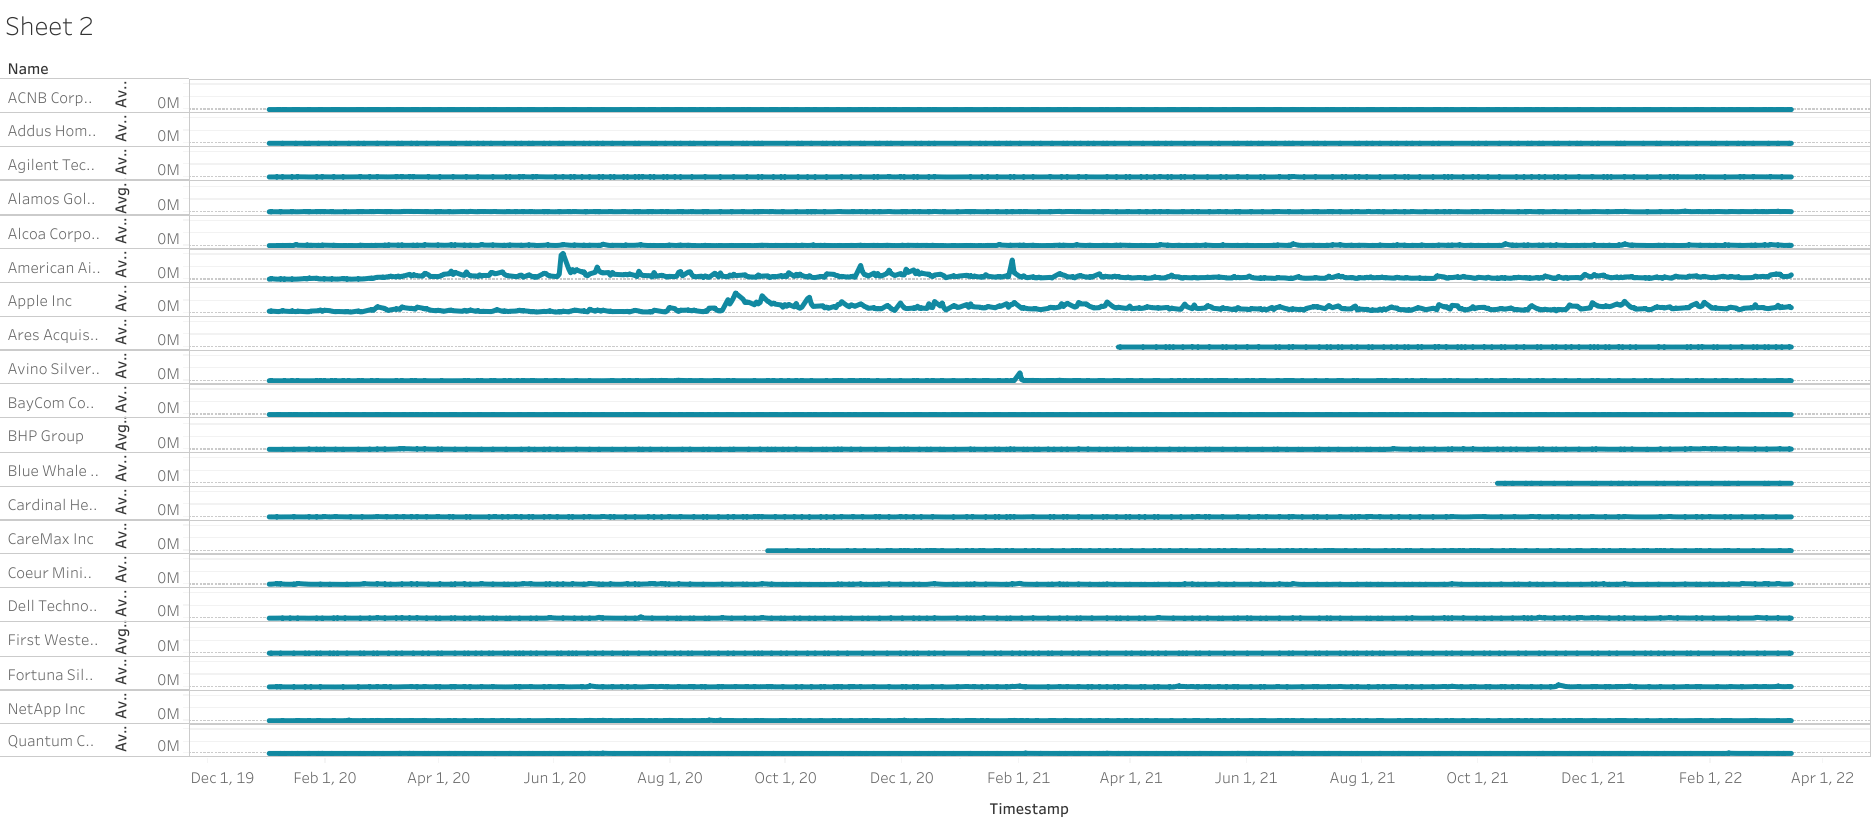 Sheet 2
Name
ACNB Corp.. Av.. 0M
Addus Hom.. Av.. 0M
Agilent Tec.. Av.. 0M
Alamos Gol.. Avg. 0M
Alcoa Corpo.. Av.. 0M
American Ai.. Av.. 0M
Apple Inc Av.. 0M
Ares Acquis.. Av.. 0M
Avino Silver.. Av.. 0M
BayCom Co.. Av.. 0M
BHP Group Avg.. 0M
Blue Whale .. Av.. 0M
Cardinal He.. Av.. 0M
CareMax Inc Av.. 0M
Coeur Mini.. Av.. 0M
Dell Techno.. Av.. 0M
First Weste.. Avg.. 0M
Fortuna Sil.. Av.. 0M
NetApp Inc Av.. 0M
Quantum C.. Av.. 0M
Dec 1, 19 Feb 1, 20 Apr 1, 20 Jun 1, 20 Aug 1, 20 Oct 1, 20 Dec 1, 20 Feb 1, 21 Apr 1, 21 Jun 1, 21 Aug 1, 21 Oct 1, 21 Dec 1, 21 Feb 1, 22 Apr 1, 22
Timestamp